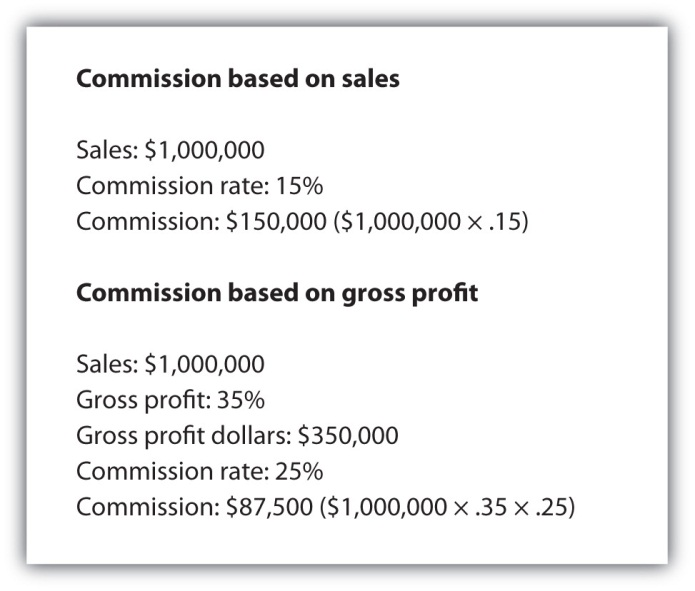 Commission based on sales
Sales: $1,000,000
Commission rate: 15%
Commission: $150,000 ($1,000,000 × .15)
Commission based on gross profit
Sales: $1,000,000
Gross profit: 35%
Gross profit dollars: $350,000
Commission rate: 25%
Commission: $87,500 ($1,000,000 × .35 × .25)